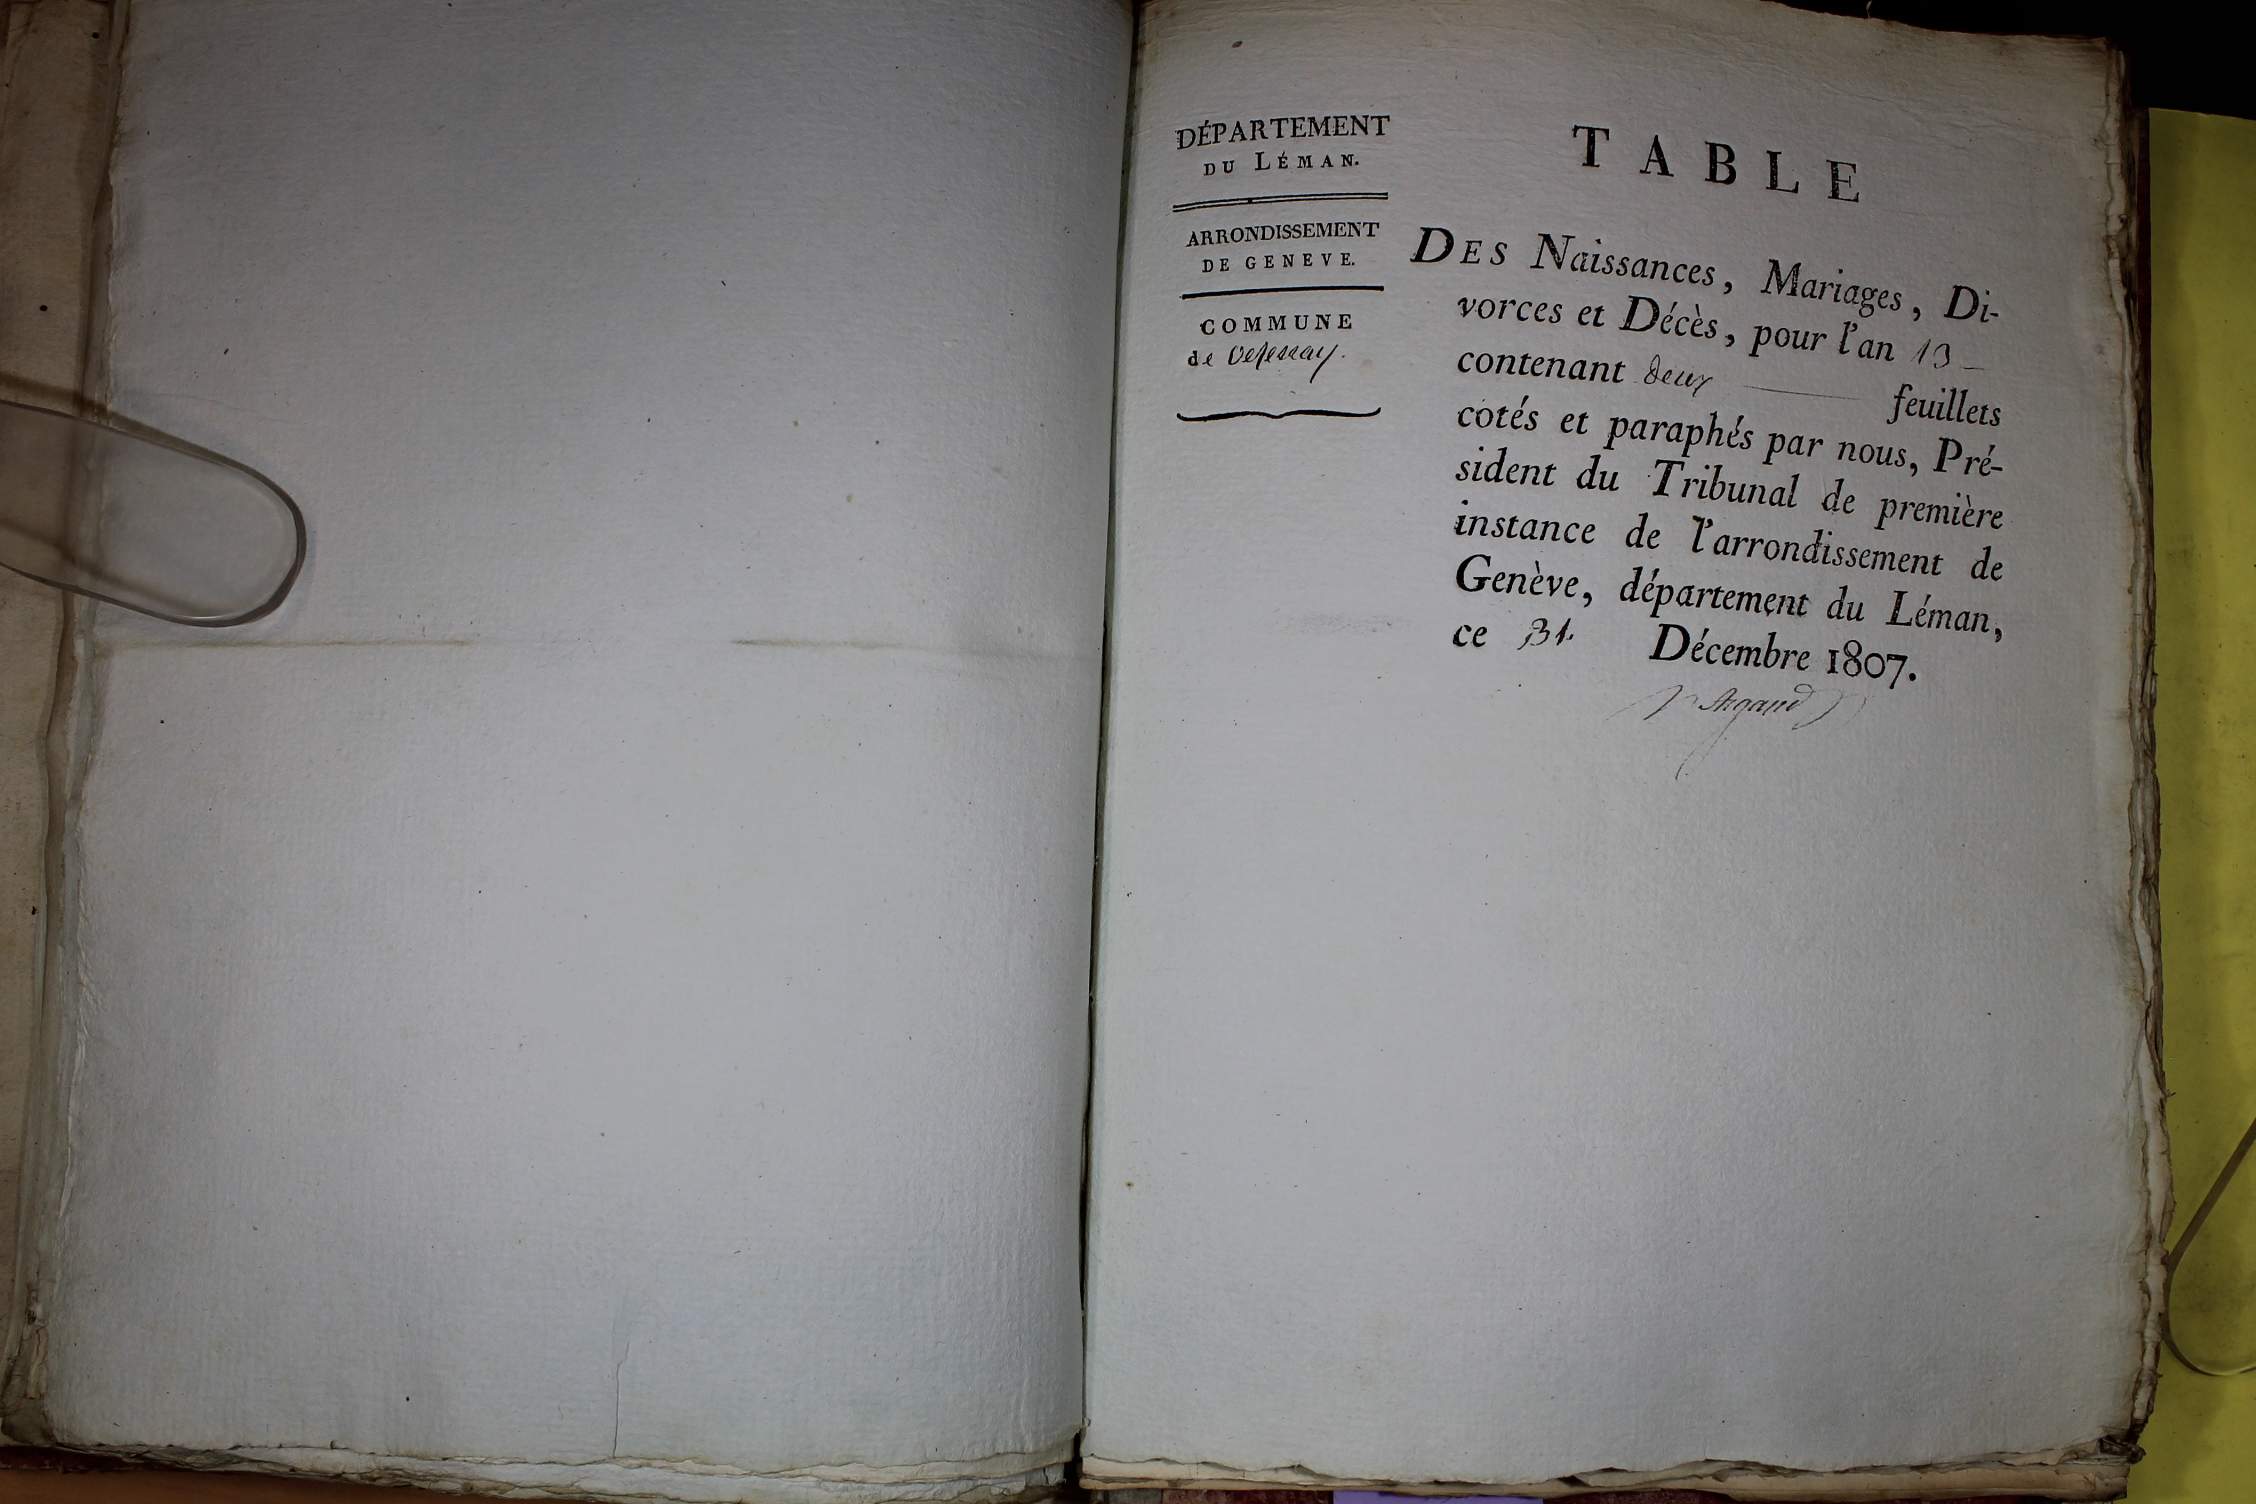 DÉPARTEMENT
DU LÉMAN.
ARRONDISSEMENT
DE GENEVE.
COMMUNE
de
TABLE
DES Naissances, Mariages, Di-
vorces et Décès, pour l'an 13
contenant deux feuillets
cotés et paraphés par nous, Pré-
sident du Tribunal de première
instance de l'arrondissement de
Genève, département du Léman,
ce 31. Décembre 1807.
Argand